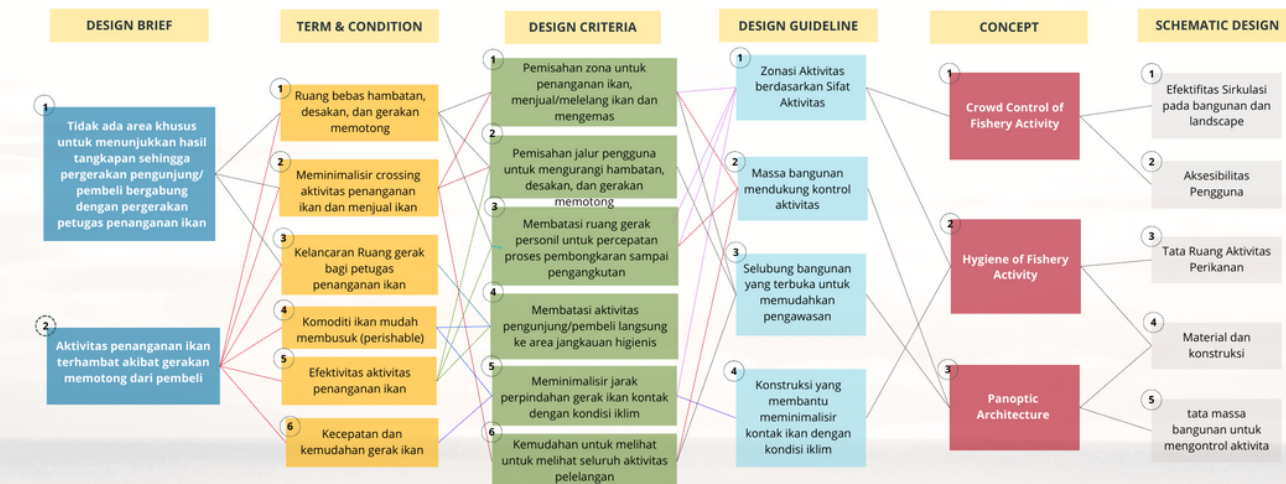 DESIGN BRIEF
TERM & CONDITION
DESIGN CRITERIA
DESIGN GUIDELINE
CONCEPT
SCHEMATIC DESIGN
1
Tidak ada area khusus
untuk menunjukkan hasil
tangkapan sehingga
pergerakan pengunjung/
pembeli bergabung
dengan pergerakan
petugas penanganan ikan
2
Aktivitas penanganan ikan
terhambat akibat gerakan
memotong dari pembeli
1
Ruang bebas hambatan,
desakan, dan gerakan
memotong
2
Meminimalisir crossing
aktivitas penanganan
ikan dan menjual ikan
3
Kelancaran Ruang gerak
bagi petugas
penanganan ikan
4
Komoditi ikan mudah
membusuk (perishable)
5
Efektivitas aktivitas
penanganan ikan
6
Kecepatan dan
kemudahan gerak ikan
1
Pemisahan zona untuk
penanganan ikan,
menjual/melelang ikan dan
mengemas
2
Pemisahan jalur pengguna
untuk mengurangi hambatan,
desakan, dan gerakan
memotong
3
Membatasi ruang gerak
personil untuk percepatan
proses pembongkaran sampai
pengangkutan
4
Membatasi aktivitas
pengunjung/pembeli langsung
ke area jangkauan higienis
5
Meminimalisir jarak
perpindahan gerak ikan kontak
dengan kondisi iklim
6
Kemudahan untuk melihat
untuk melihat seluruh aktivitas
pelelangan
1
Zonasi Aktivitas
berdasarkan Sifat
Aktivitas
2
Massa bangunan
mendukung kontrol
aktivitas
3
Selubung bangunan
yang terbuka untuk
memudahkan
pengawasan
4
Konstruksi yang
membantu
meminimalisir
kontak ikan dengan
kondisi iklim
1
Crowd Control of
Fishery Activity
2
Hygiene of Fishery
Activity
3
Panoptic
Architecture
1
Efektifitas Sirkulasi
pada bangunan dan
landscape
2
Aksesibilitas
Pengguna
3
Tata Ruang Aktivitas
Perikanan
4
Material dan
konstruksi
5
tata massa
bangunan untuk
mengontrol aktivita